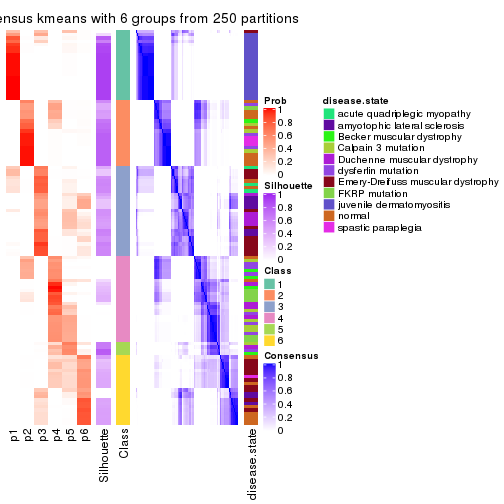 ensus kmeans with 6 groups from 250 partitions
Prob
1
0.8
0.6
0.4
0.2
0
Silhouette
1
0.8
0.6
0.4
0.2
0
Class
1
2
3
4
5
6
Consensus
1
0.8
0.6
0.4
0.2
0
disease.state
acute quadriplegic myopathy
amyotophic lateral sclerosis
Becker muscular dystrophy
Calpain 3 mutation
Duchenne muscular dystrophy
dysferlin mutation
Emery-Dreifuss muscular dystrophy
FKRP mutation
juvenile dermatomyositis
normal
spastic paraplegia
p1
p2
p3
p4
p5
p6
Silhouette
Class
disease.state